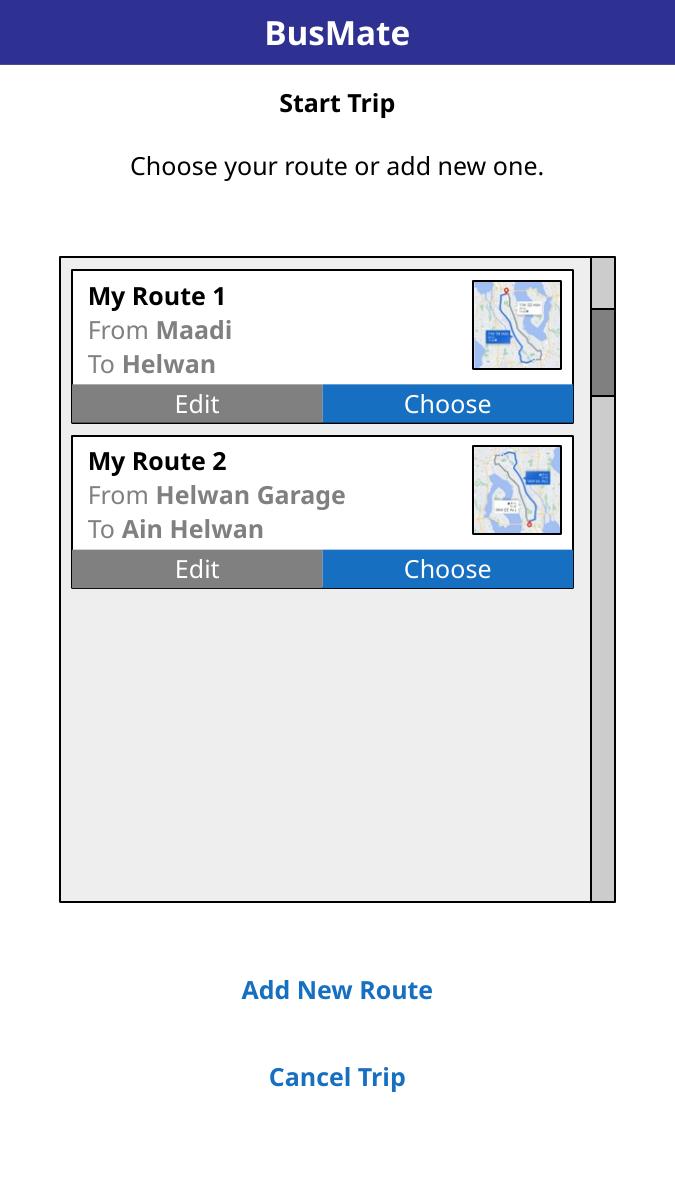 BusMate
Start Trip
Choose your route or add new one.
My Route 1
From Maadi
To Helwan
Edit
Choose
My Route 2
From Helwan Garage
To Ain Helwan
Edit
Choose
Add New Route
Cancel Trip